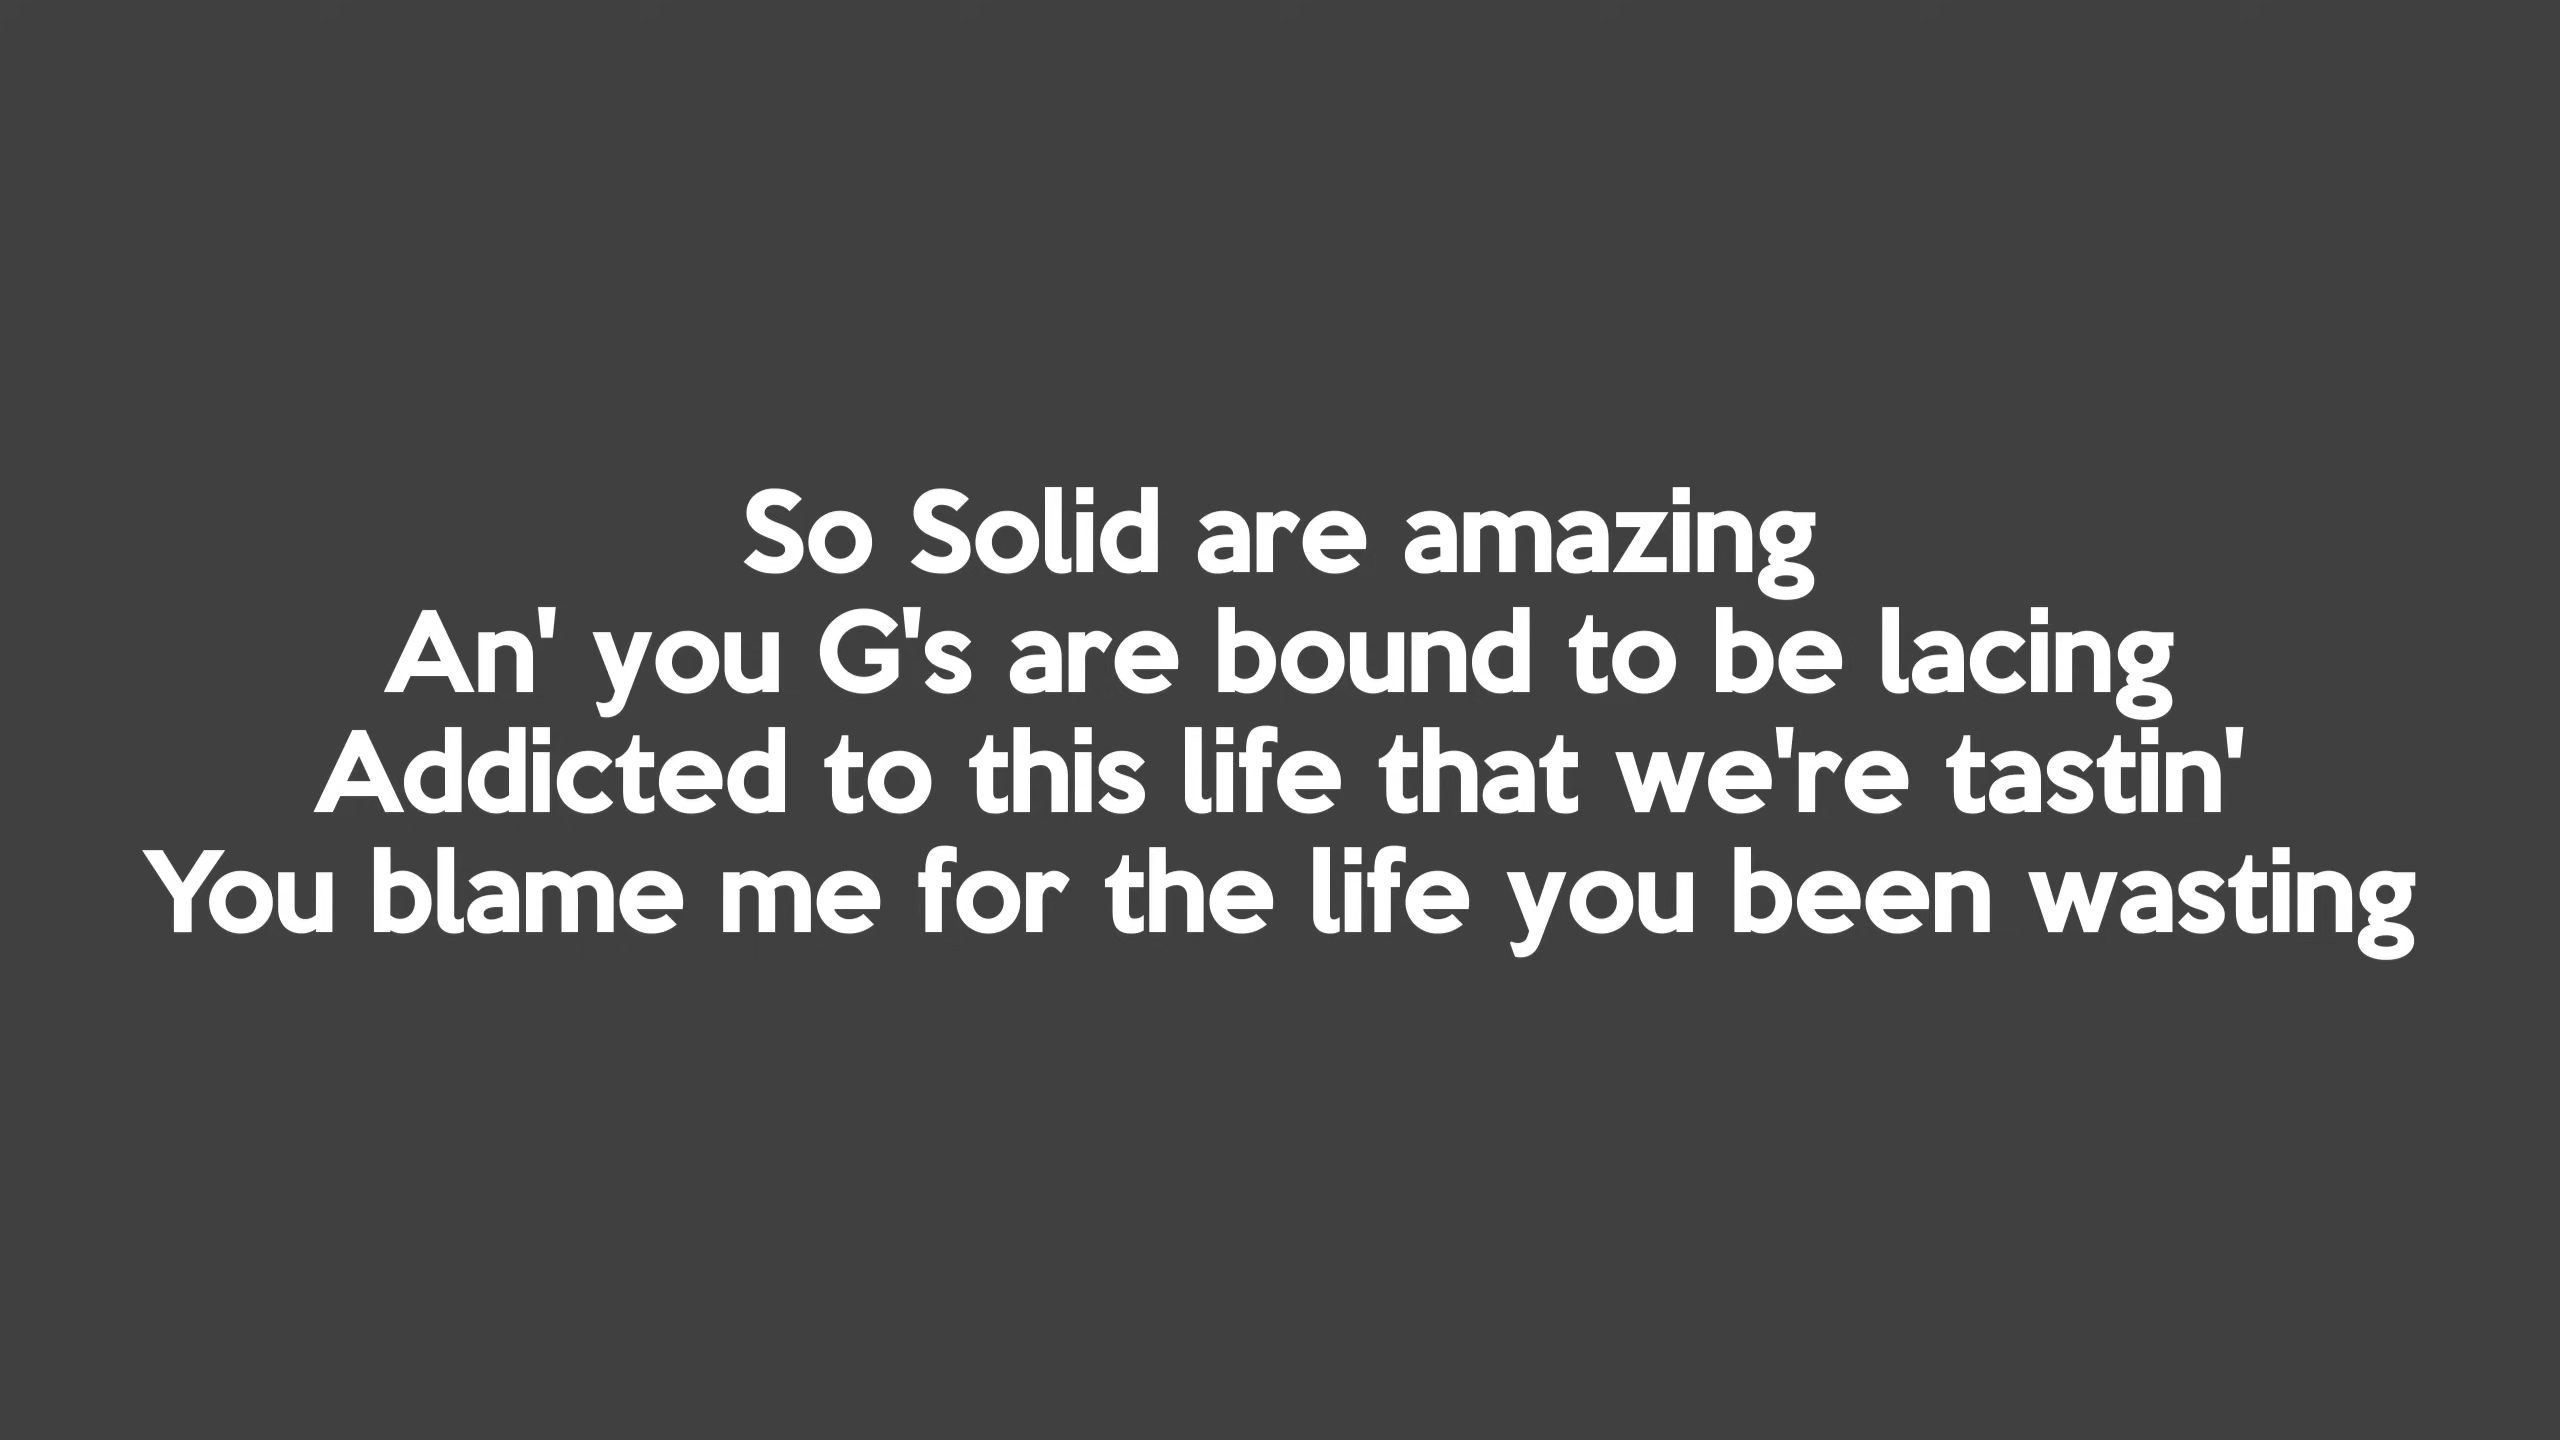 So Solid are amazing
An' you G's are bound to be lacing
Addicted to this life that we're tastin'
You blame me for the life you been wasting